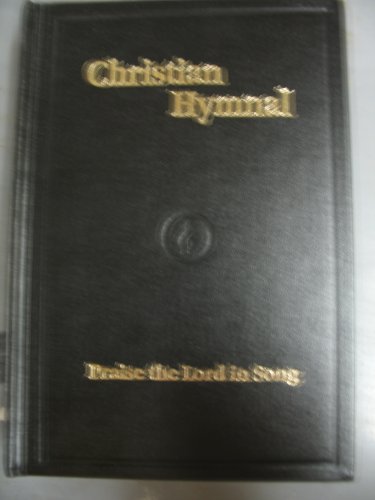 Christian
Hymnal
Praise the Lord in Song